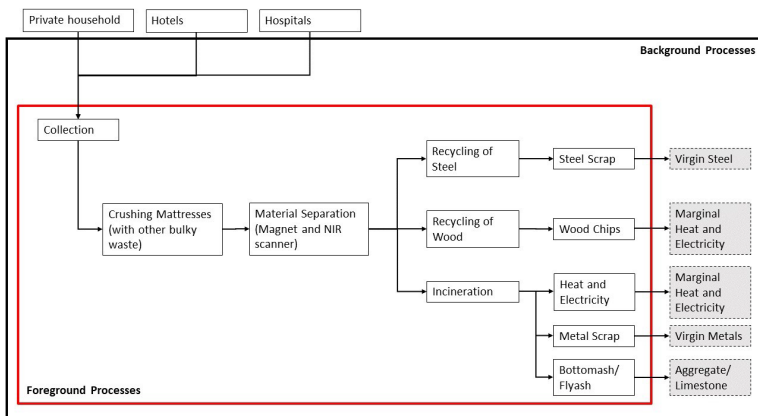 Private household
Hotels
Hospitals
Background Processes
Collection
Recycling of
Steel
Steel Scrap
Virgin Steel
Crushing Mattresses
(with other bulky
waste)
Material Separation
(Magnet and NIR
scanner)
Recycling of
Wood
Wood Chips
Marginal
Heat and
Electricity
Incineration
Heat and
Electricity
Marginal
Heat and
Electricity
Metal Scrap
Virgin Metals
Bottomash/
Flyash
Aggregate/
Limestone
Foreground Processes